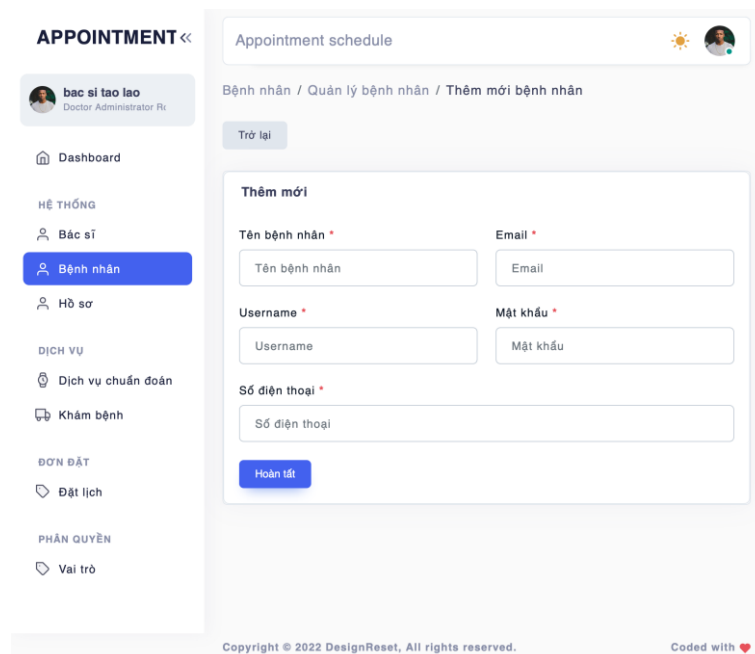 APPOINTMENT
bac si tao lao
Doctor Administrator
Dashboard
HỆ THỐNG
Bác sĩ
Bệnh nhân
Hồ sơ
DỊCH VỤ
Dịch vụ chuẩn đoán
Khám bệnh
ĐƠN ĐẶT
Đặt lịch
PHÂN QUYỀN
Vai trò
Appointment schedule
Bệnh nhân / Quản lý bệnh nhân / Thêm mới bệnh nhân
Trở lại
Thêm mới
Tên bệnh nhân *
Email *
Tên bệnh nhân
Email
Username *
Mật khẩu *
Username
Mật khẩu
Số điện thoại *
Số điện thoại
Hoàn tất
Copyright © 2022 DesignReset, All rights reserved.
Coded with